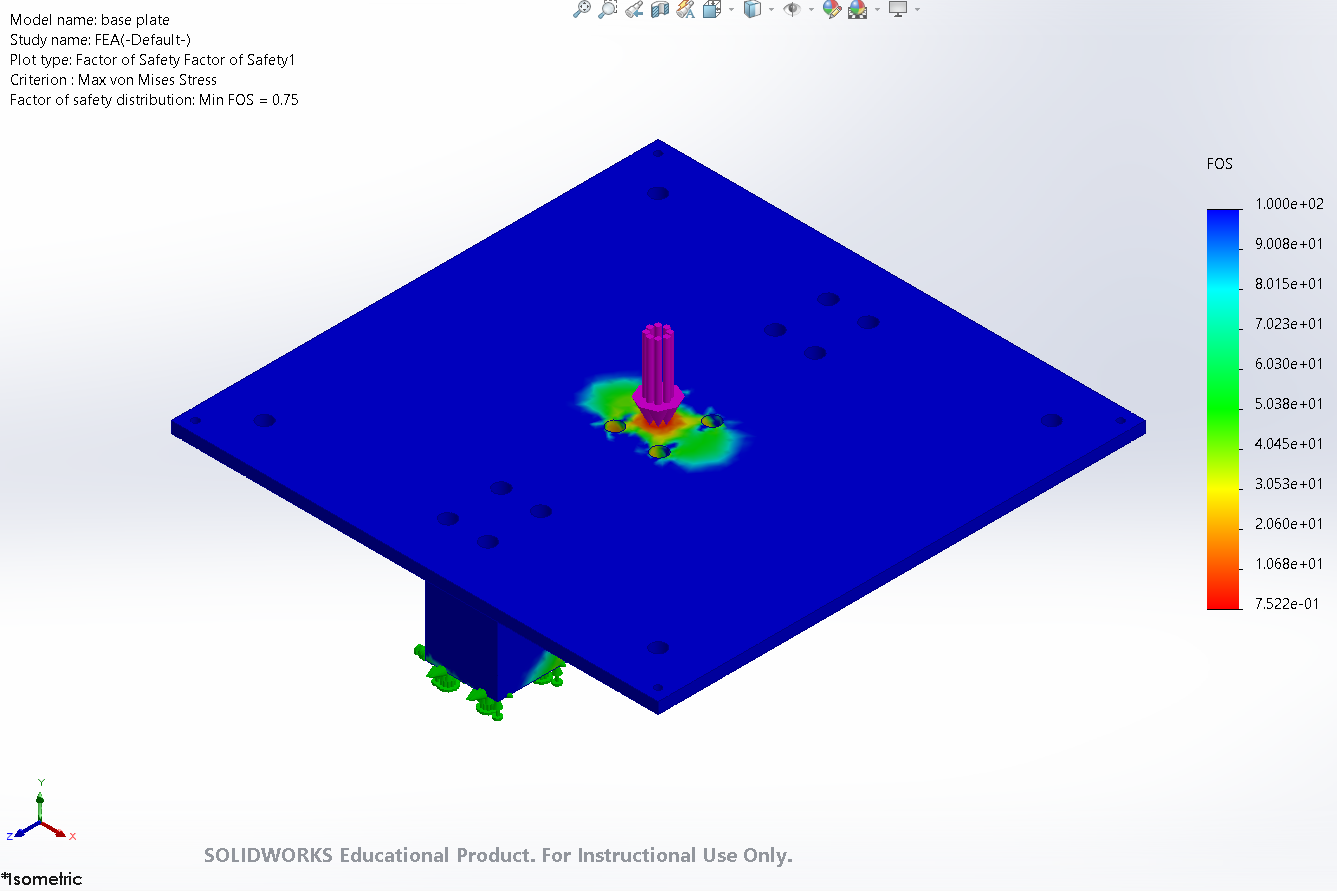 Model name: base plate
Study name: FEA(-Default-)
Plot type: Factor of Safety Factor of Safety1
Criterion : Max von Mises Stress
Factor of safety distribution: Min FOS = 0.75
FOS
1.000e+02
9.008e+01
8.015e+01
7.023e+01
6.030e+01
5.038e+01
4.045e+01
3.053e+01
2.060e+01
1.068e+01
7.522e-01
Y
Z
X
SOLIDWORKS Educational Product. For Instructional Use Only.
*Isometric